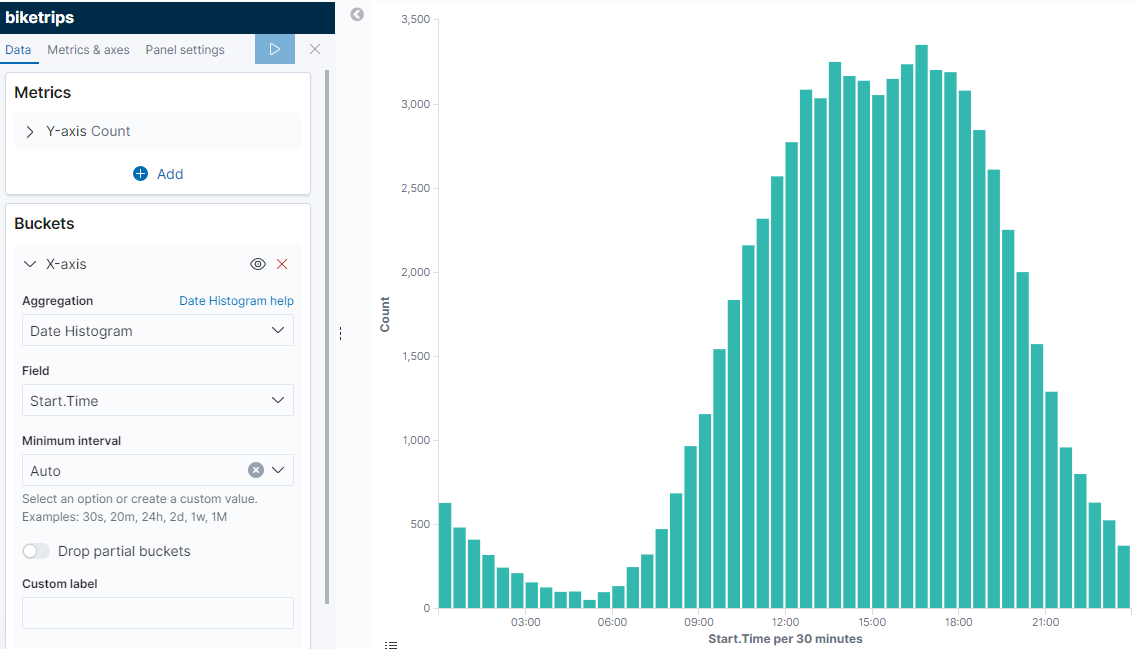 biketrips
Data Metrics & axes Panel settings
Metrics
Y-axis Count
Add
Buckets
X-axis
Aggregation Date Histogram help
Date Histogram
Field
Start.Time
Minimum interval
Auto
Select an option or create a custom value.
Examples: 30s, 20m, 24h, 2d, 1w, 1M
Drop partial buckets
Custom label
3,500
3,000
2,500
2,000
1,500
1,000
500
0
Count
03:00 06:00 09:00 12:00 15:00 18:00 21:00
Start.Time per 30 minutes